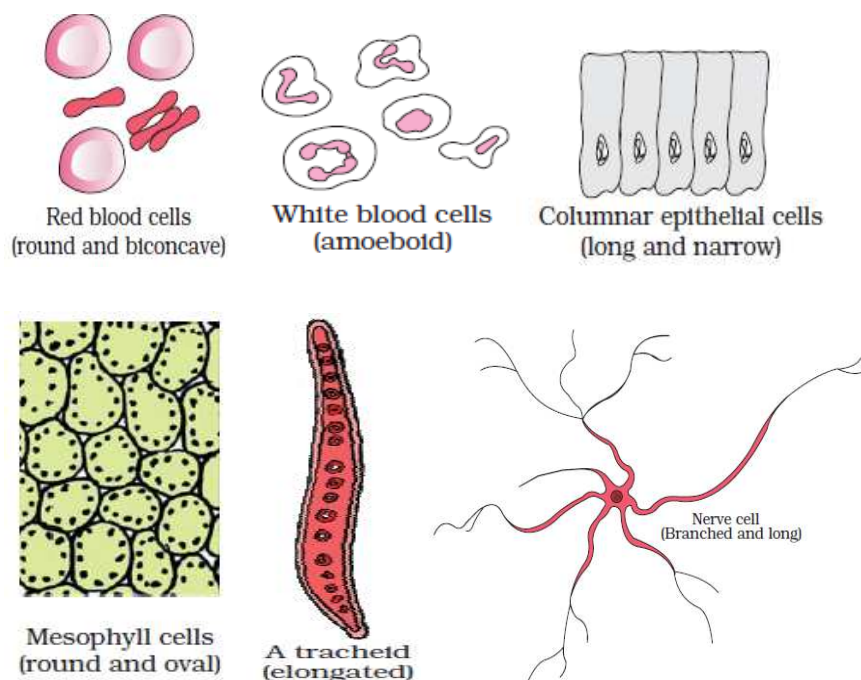 Red blood cells
(round and biconcave)
White blood cells
(amoeboid)
Columnar epithelial cells
(long and narrow)
Mesophyll cells
(round and oval)
A tracheid
(elongated)
Nerve cell
(Branched and long)